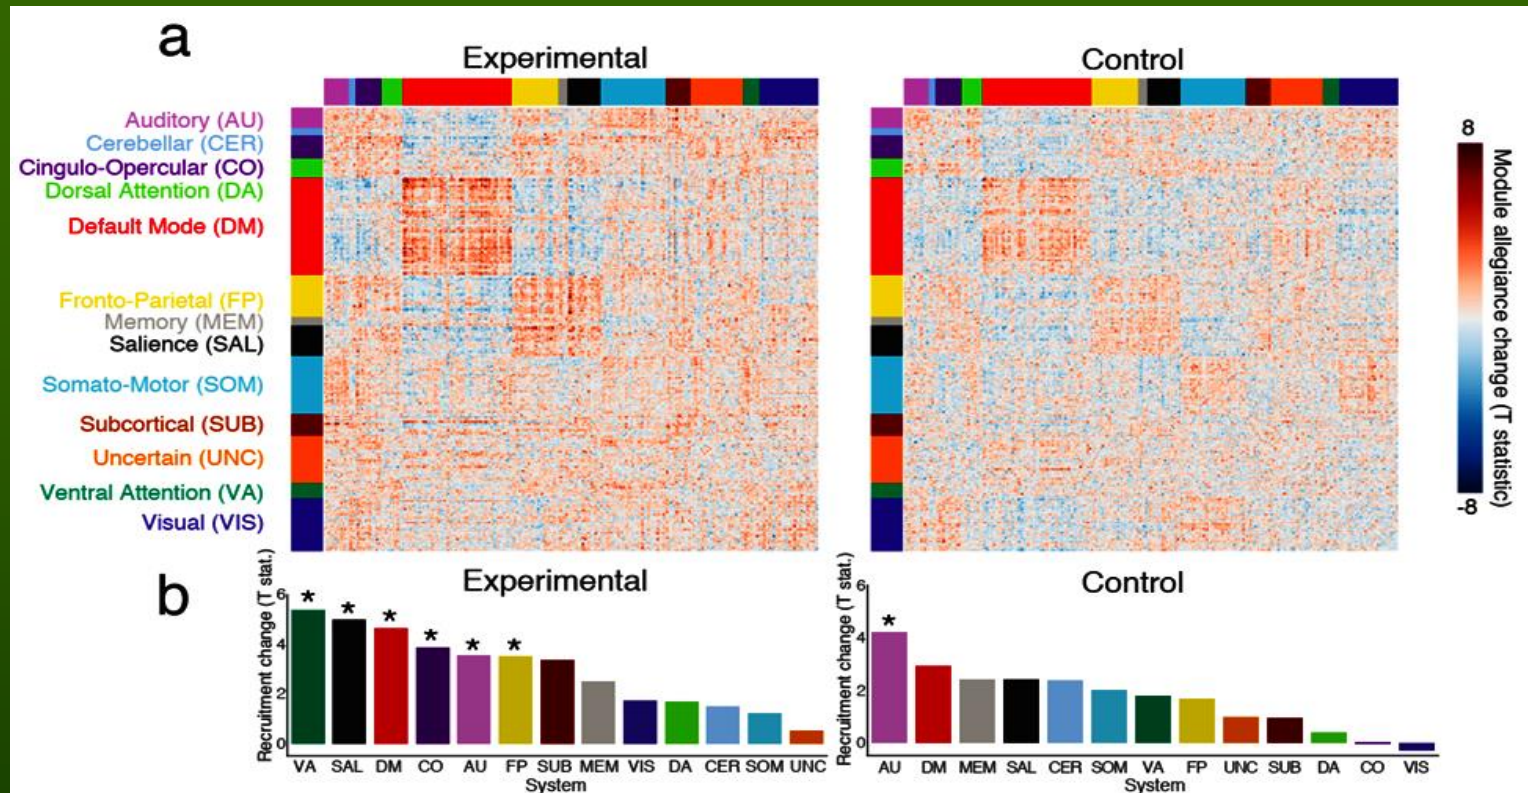 a
Experimental
Control
Auditory (AU)
Cerebellar (CER)
Cingulo-Opercular (CO)
Dorsal Attention (DA)
Default Mode (DM)
Fronto-Parietal (FP)
Memory (MEM)
Salience (SAL)
Somato-Motor (SOM)
Subcortical (SUB)
Uncertain (UNC)
Ventral Attention (VA)
Visual (VIS)
8
Module allegiance change (T statistic)
-8
b
Experimental
Recruitment change (T stat.)
6
4
2
0
* * * * * *
VA SAL DM CO AU FP SUB MEM VIS DA CER SOM UNC
System
Control
Recruitment change (T stat.)
6
4
2
0
*
AU DM MEM SAL CER SOM VA FP UNC SUB DA CO VIS
System